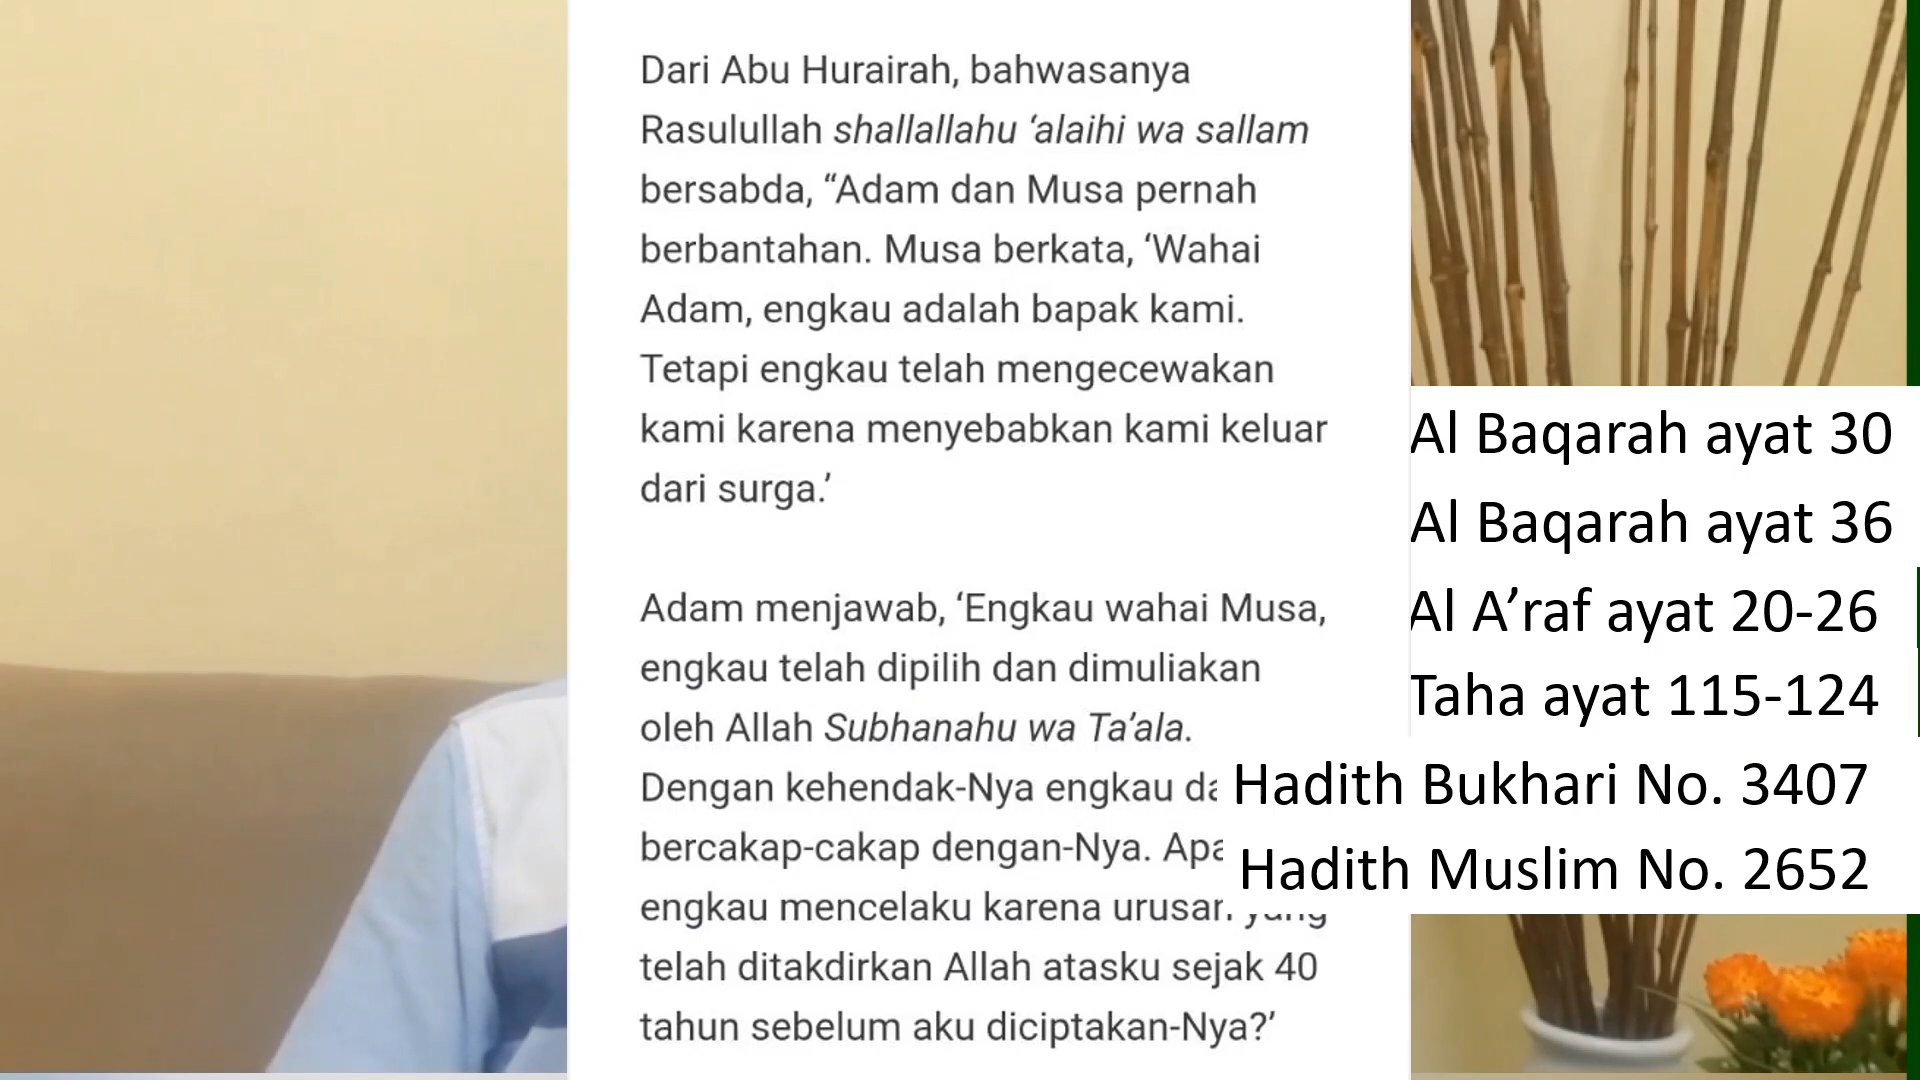 Dari Abu Hurairah, bahwasanya
Rasulullah shallallahu ‘alaihi wa sallam
bersabda, “Adam dan Musa pernah
berbantahan. Musa berkata, ‘Wahai
Adam, engkau adalah bapak kami.
Tetapi engkau telah mengecewakan
kami karena menyebabkan kami keluar
dari surga.’
Adam menjawab, ‘Engkau wahai Musa,
engkau telah dipilih dan dimuliakan
oleh Allah Subhanahu wa Ta’ala.
Dengan kehendak-Nya engkau
bercakap-cakap dengan-Nya.
engkau mencelaku karena urusan yang
telah ditakdirkan Allah atasku sejak 40
tahun sebelum aku diciptakan-Nya?’
Al Baqarah ayat 30
Al Baqarah ayat 36
Al A’raf ayat 20-26
Taha ayat 115-124
Hadith Bukhari No. 3407
Hadith Muslim No. 2652